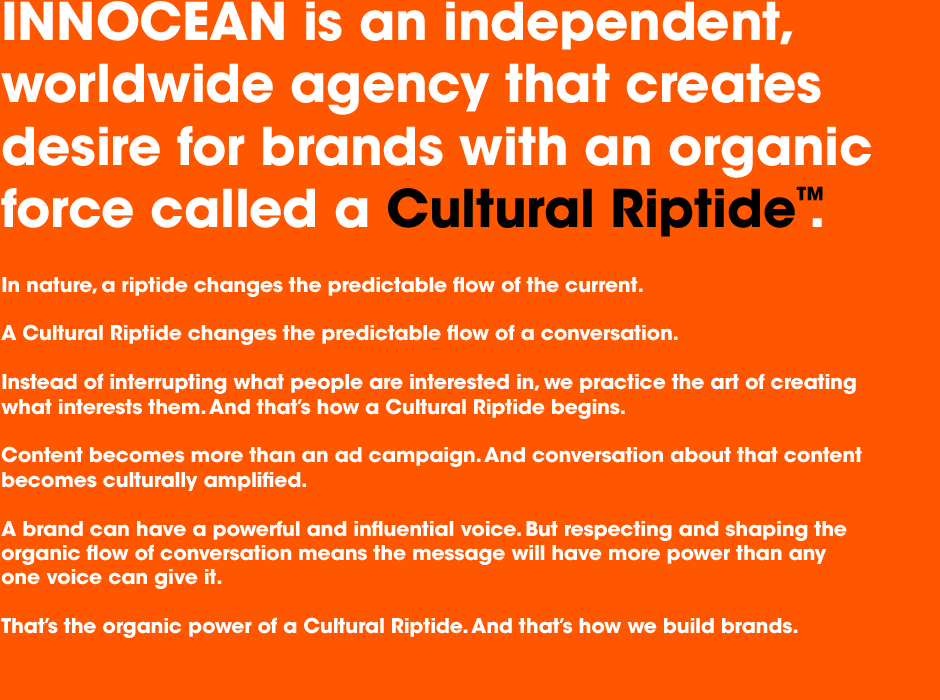 INNOCEAN is an independent,
worldwide agency that creates
desire for brands with an organic
force called a Cultural Riptide™.
In nature, a riptide changes the predictable flow of the current.
A Cultural Riptide changes the predictable flow of a conversation.
Instead of interrupting what people are interested in, we practice the art of creating
what interests them. And that's how a Cultural Riptide begins.
Content becomes more than an ad campaign. And conversation about that content
becomes culturally amplified.
A brand can have a powerful and influential voice. But respecting and shaping the
organic flow of conversation means the message will have more power than any
one voice can give it.
That's the organic power of a Cultural Riptide. And that's how we build brands.